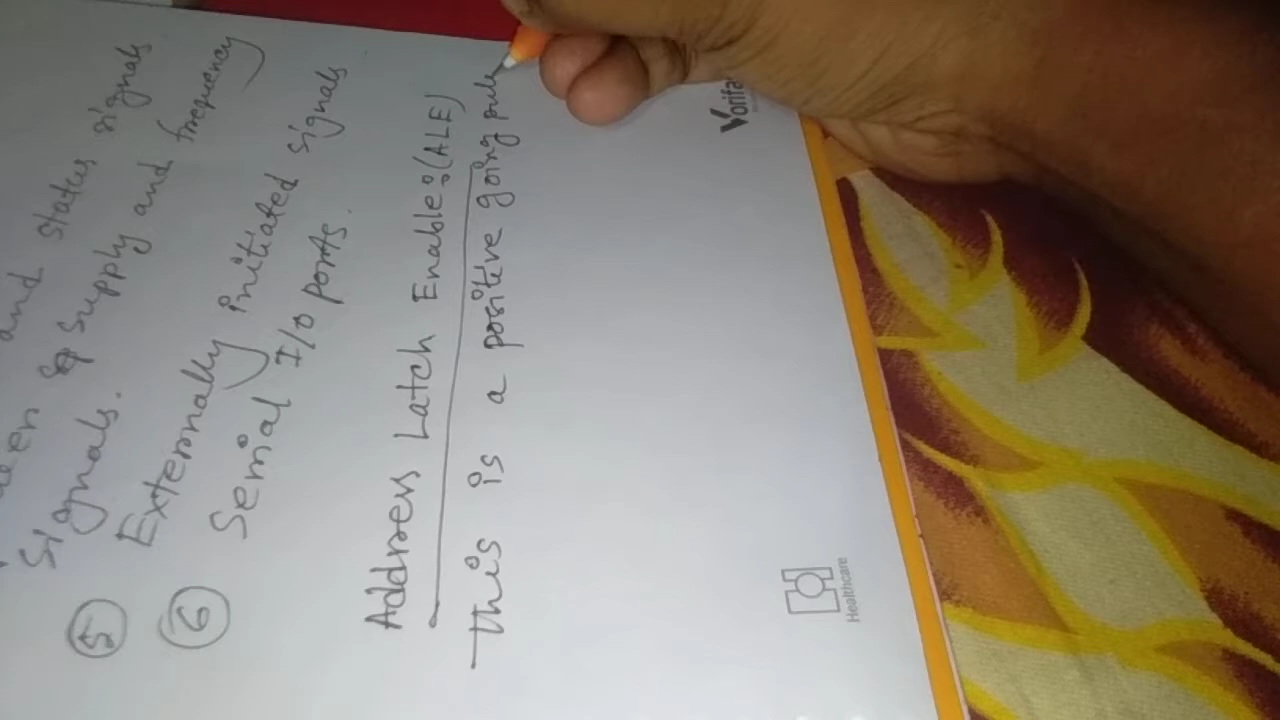 and status signals
supply and frequency
signals.
⑤ Externally initiated signals
⑥ Serial I/O ports.
Address Latch Enable:(ALE)
This is a positive going puls
Healthcare